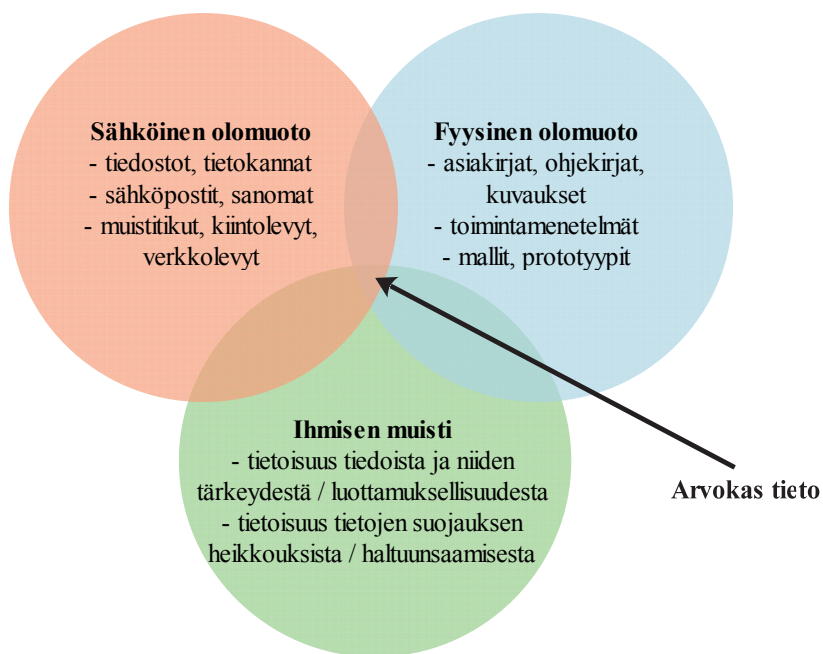 Sähköinen olomuoto
- tiedostot, tietokannat
- sähköpostit, sanomat
- muistitikut, kiintolevyt,
verkkolevyt
Fyysinen olomuoto
- asiakirjat, ohjekirjat,
kuvaukset
- toimintamenetelmät
- mallit, prototyypit
Ihmisen muisti
- tietoisuus tiedoista ja niiden
tärkeydestä / luottamuksellisuudesta
- tietoisuus tietojen suojauksen
heikkouksista / haltuunsaamisesta
Arvokas tieto